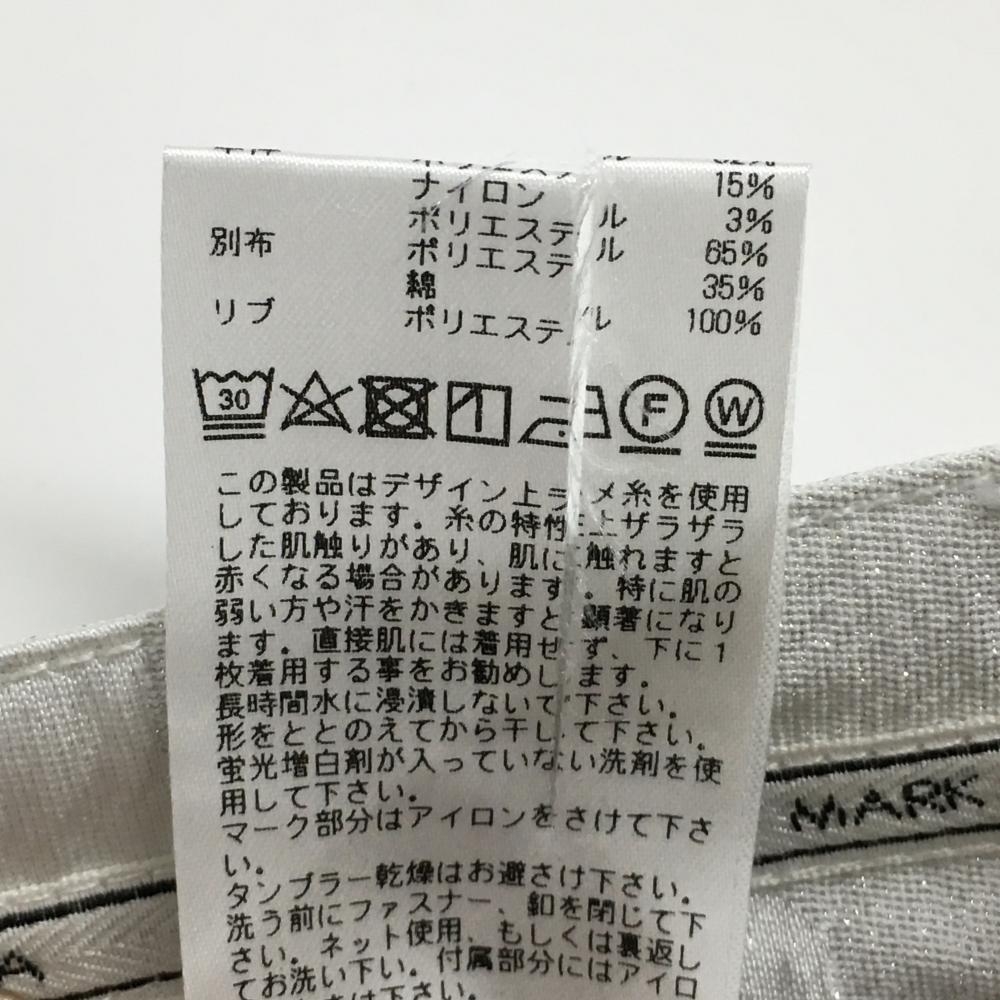 ナイロン 15%
ポリエステル 3%
別布 ポリエステル 65%
綿 35%
リブ ポリエステル 100%
30 F W
この製品はデザイン上ラメ糸を使用
しております。糸の特性上ザラザラ
した肌触りがあり、肌に触れますと
赤くなる場合があります。特に肌の
弱い方や汗をかきますと顕著になり
ます。直接肌には着用せず、下に1
枚着用する事をお勧めします。
長時間水に浸漬しないで下さい。
形をととのえてから干して下さい。
蛍光増白剤が入っていない洗剤を使
用して下さい。
マーク部分はアイロンをさけて下さ
い。
タンブラー乾燥はお避さけ下さい。
洗う前にファスナー、釦を閉じて下
さい。ネット使用、もしくは裏返し
てお洗い下い。付属部分にはアイロ
MARK